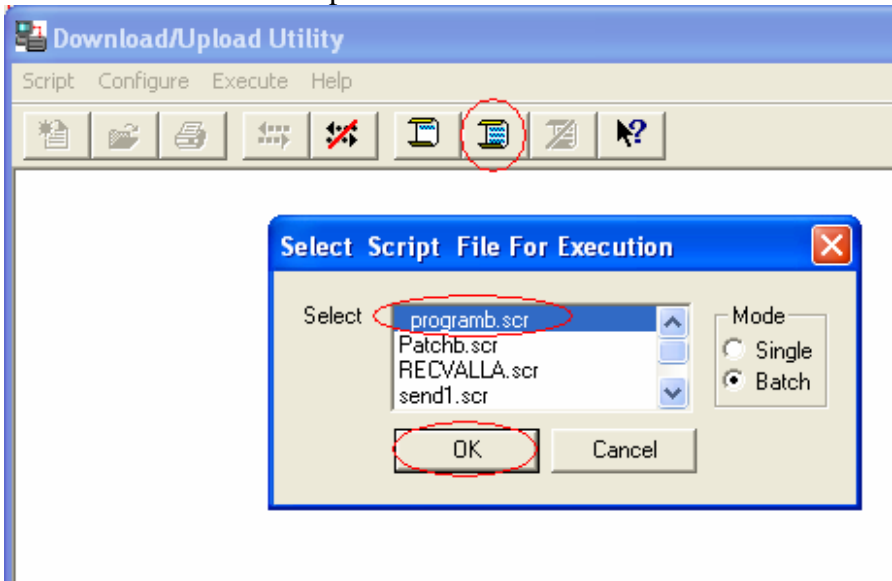 Download/Upload Utility
Script Configure Execute Help
Select Script File For Execution
Select
programb.scr
Patchb.scr
RECVALLA.scr
send1.scr
Mode
Single
Batch
OK Cancel